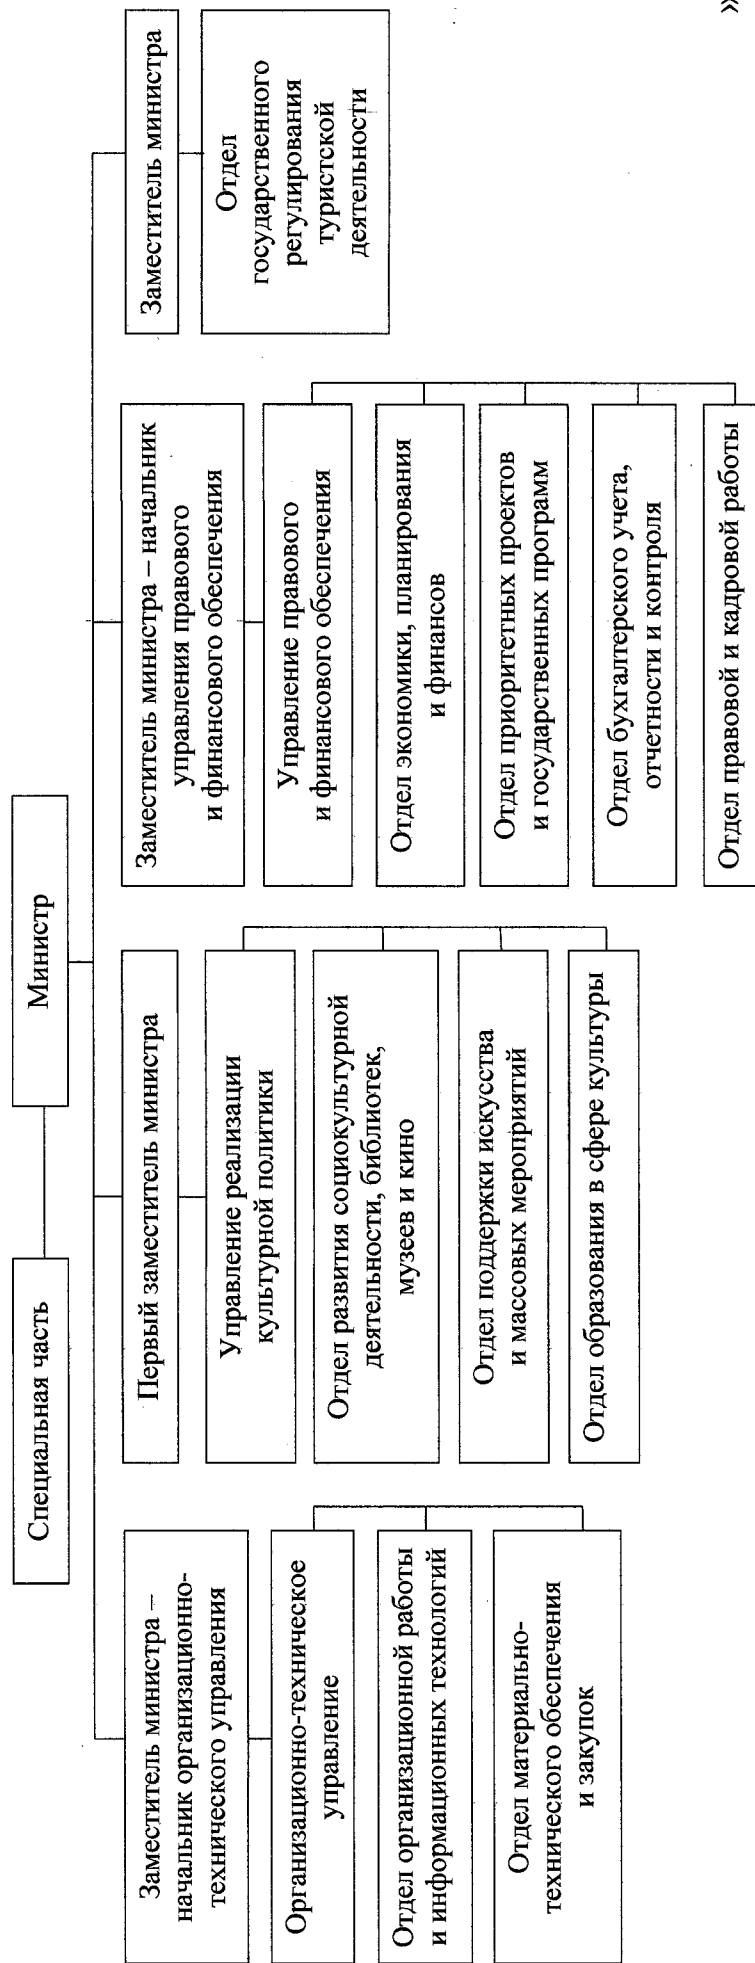 Специальная часть
Министр
Заместитель министра –
начальник организационно-
технического управления
Организационно-техническое
управление
Отдел организационной работы
и информационных технологий
Отдел материально-
технического обеспечения
и закупок
Первый заместитель министра
Управление реализации
культурной политики
Отдел развития социокультурной
деятельности, библиотек,
музеев и кино
Отдел поддержки искусства
и массовых мероприятий
Отдел образования в сфере культуры
Заместитель министра – начальник
управления правового
и финансового обеспечения
Управление правового
и финансового обеспечения
Отдел экономики, планирования
и финансов
Отдел приоритетных проектов
и государственных программ
Отдел бухгалтерского учета,
отчетности и контроля
Отдел правовой и кадровой работы
Заместитель министра
Отдел
государственного
регулирования
туристской
деятельности
»